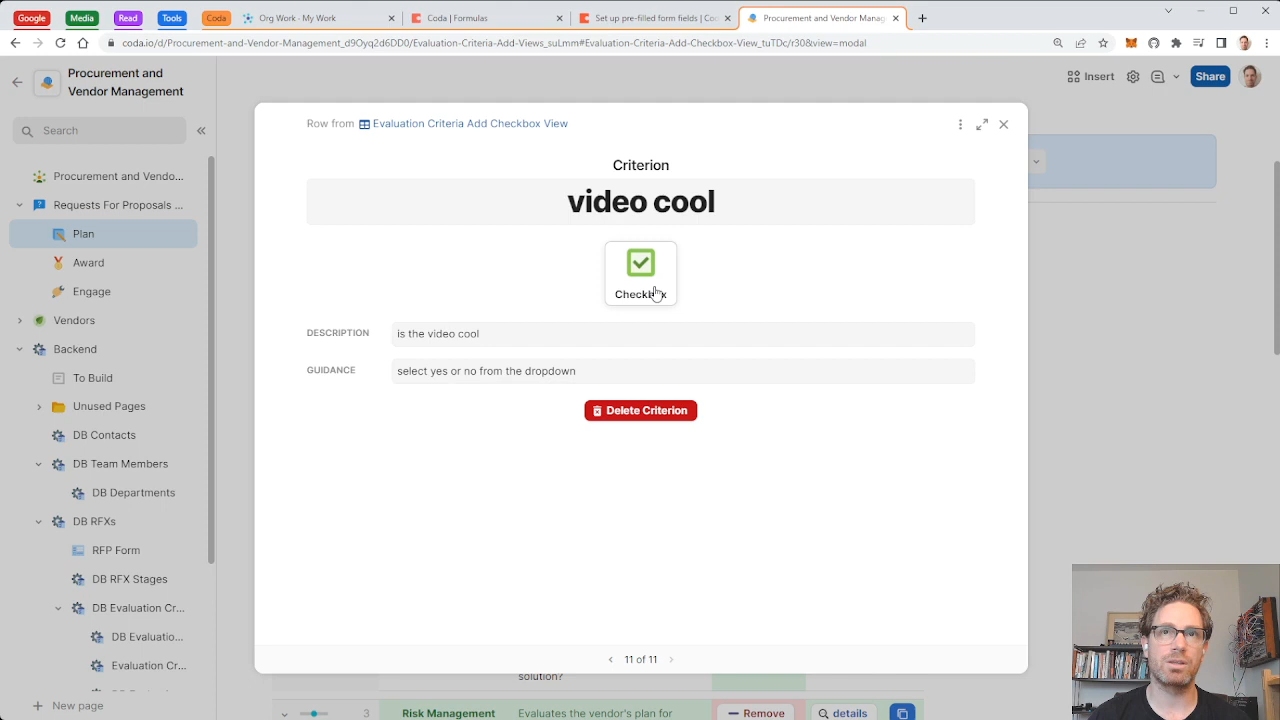 Google
Media
Read
Tools
Coda
Org Work - My Work
Coda | Formulas
Set up pre-filled form fields | Co
Procurement and Vendor Manag
coda.io/d/Procurement-and-Vendor-Management_d9Oyq2d6DD0/Evaluation-Criteria-Add-Views_suLmm#Evaluation-Criteria-Add-Checkbox-View_tuTDc/r30&view=modal
Procurement and
Vendor Management
Insert
Share
Search
Procurement and Vendo...
Requests For Proposals ...
Plan
Award
Engage
Vendors
Backend
To Build
Unused Pages
DB Contacts
DB Team Members
DB Departments
DB RFXs
RFP Form
DB RFX Stages
DB Evaluation Cr...
DB Evaluatio...
Evaluation Cr...
New page
Row from Evaluation Criteria Add Checkbox View
Criterion
video cool
Checkbox
DESCRIPTION
is the video cool
GUIDANCE
select yes or no from the dropdown
Delete Criterion
11 of 11
solution?
3
Risk Management
Evaluates the vendor's plan for
Remove
details